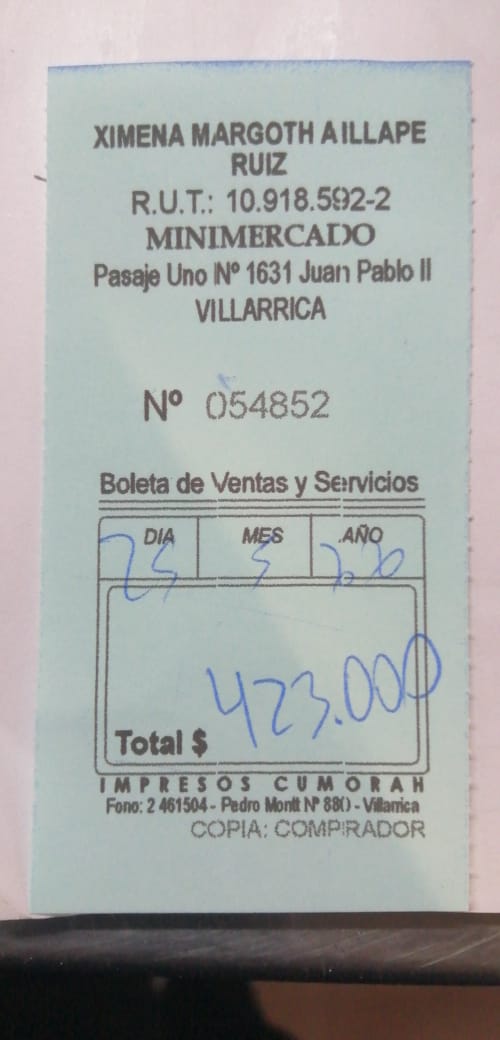 XIMENA MARGOTH AILLAPE
RUIZ
R.U.T.: 10.918.592-2
MINIMERCADO
Pasaje Uno Nº 1631 Juan Pablo II
VILLARRICA
Nº 054852
Boleta de Ventas y Servicios
DIA MES AÑO
25 5
423.000
Total $
IMPRESOS CUMORAH
Fono: 2 461504 - Pedro Montt Nº 880 - Villarrica
COPIA: COMPRADOR